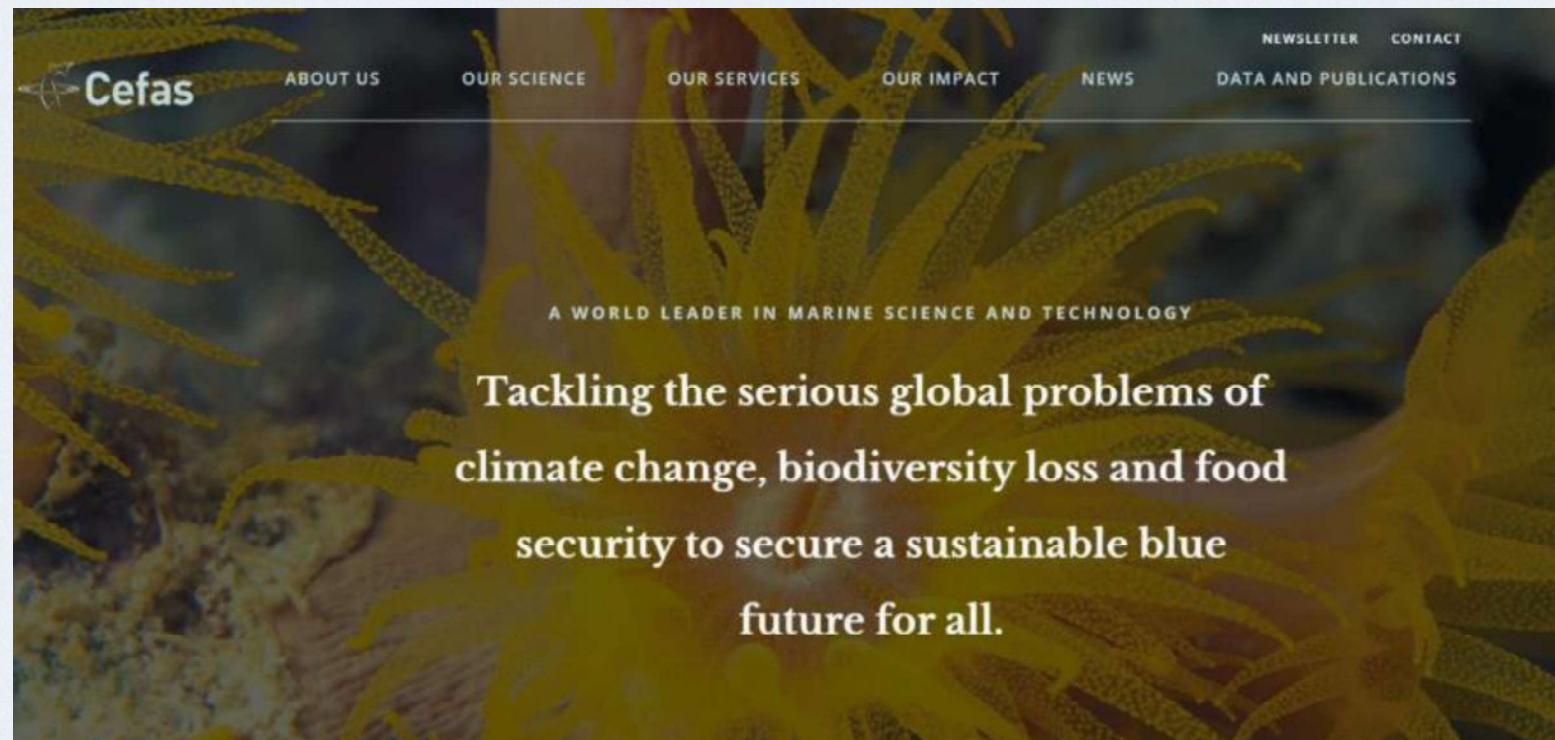 NEWSLETTER CONTACT
Cefas ABOUT US OUR SCIENCE OUR SERVICES OUR IMPACT NEWS DATA AND PUBLICATIONS
A WORLD LEADER IN MARINE SCIENCE AND TECHNOLOGY
Tackling the serious global problems of
climate change, biodiversity loss and food
security to secure a sustainable blue
future for all.